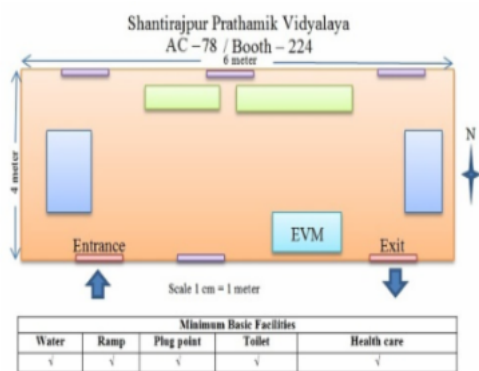 Shantirajpur Prathamik Vidyalaya
AC –78 / Booth – 224
6 meter
4 meter
N
EVM
Entrance
Exit
Scale 1 cm = 1 meter
Minimum Basic Facilities
Water Ramp Plug point Toilet Health care
√ √ √ √ √